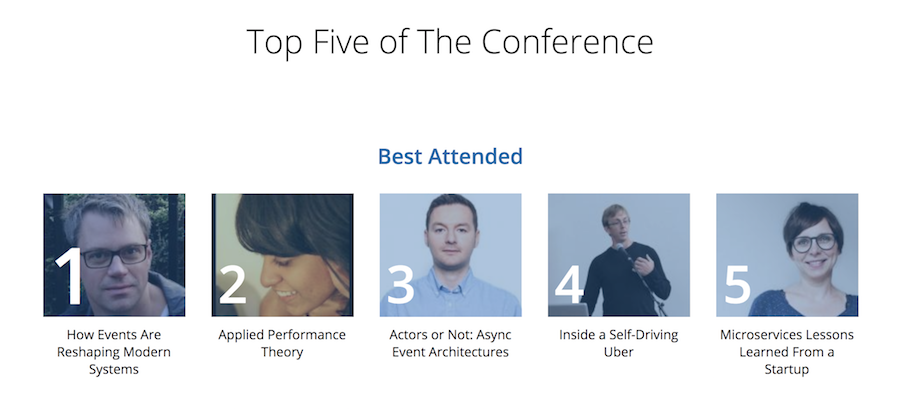 Top Five of The Conference
Best Attended
1
2
3
4
5
How Events Are
Reshaping Modern
Systems
Applied Performance
Theory
Actors or Not: Async
Event Architectures
Inside a Self-Driving
Uber
Microservices Lessons
Learned From a
Startup